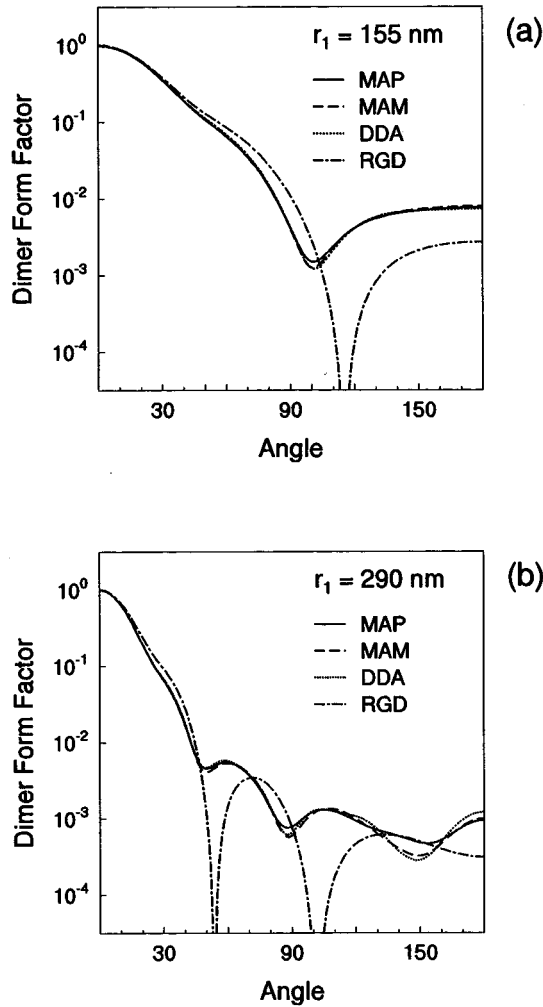 (a)
r₁ = 155 nm
MAP
MAM
DDA
RGD
Dimer Form Factor
10⁰
10⁻¹
10⁻²
10⁻³
10⁻⁴
30
90
150
Angle
(b)
r₁ = 290 nm
MAP
MAM
DDA
RGD
Dimer Form Factor
10⁰
10⁻¹
10⁻²
10⁻³
10⁻⁴
30
90
150
Angle